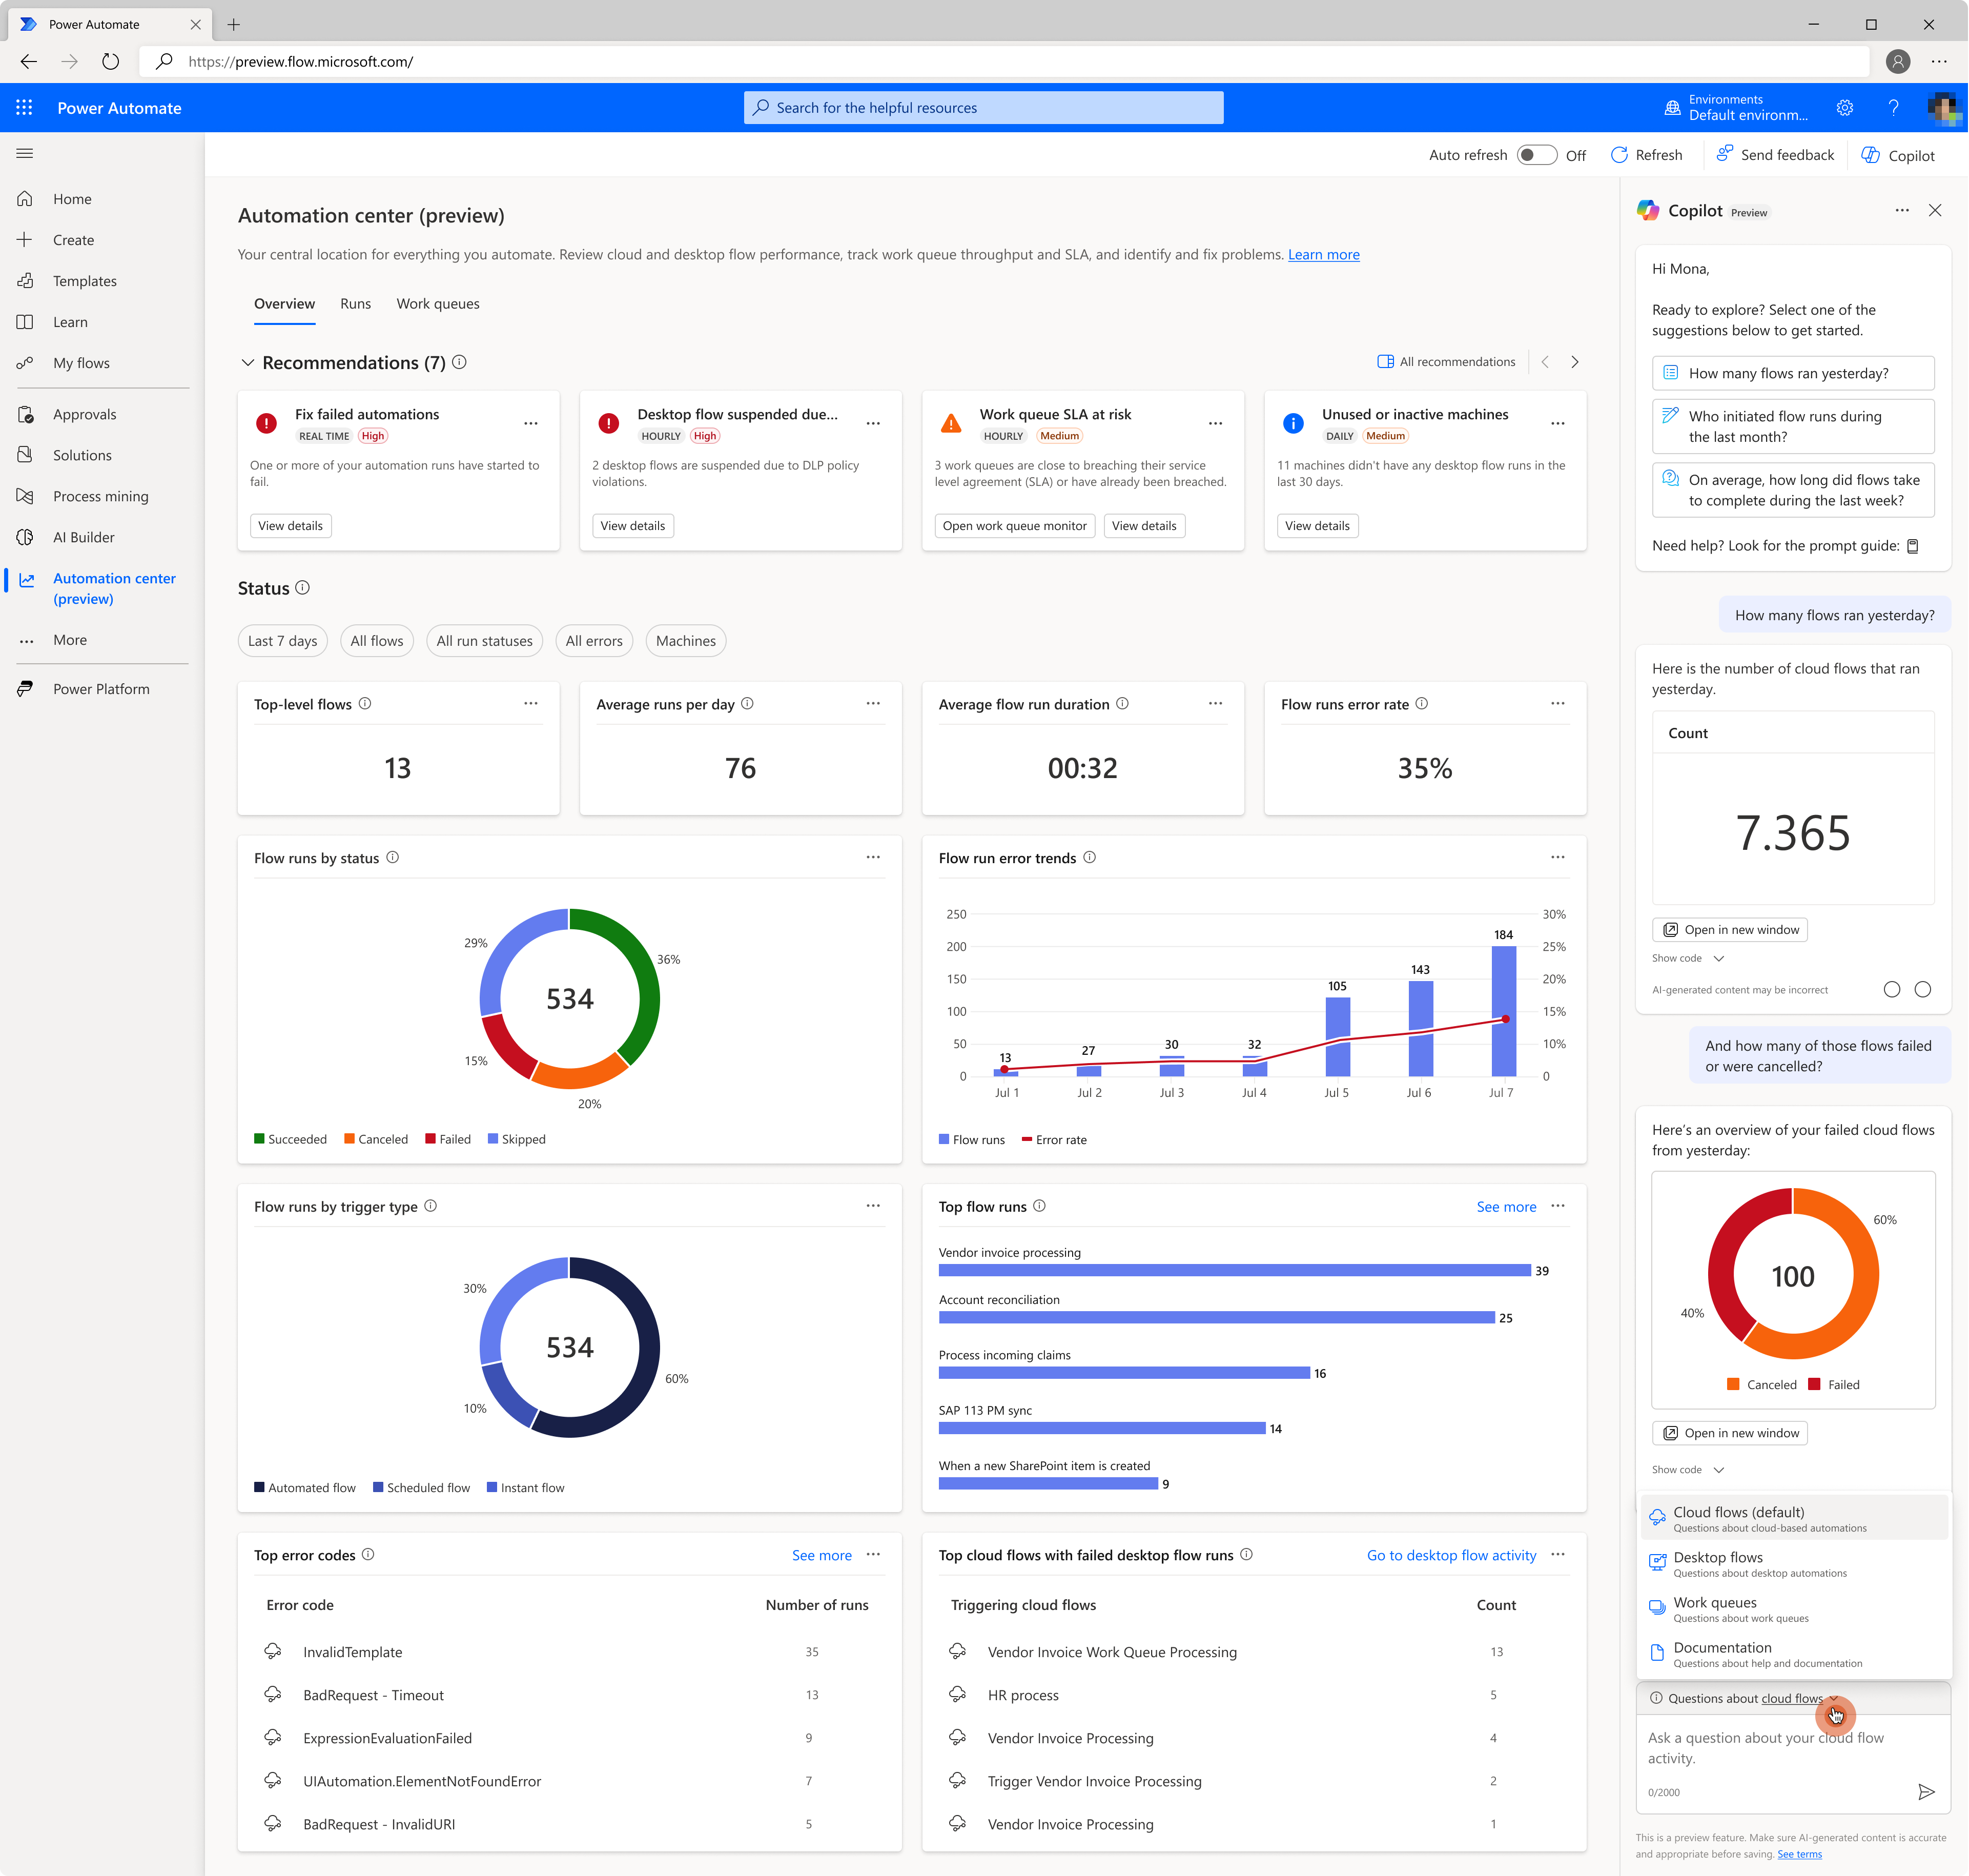 Power Automate
https://preview.flow.microsoft.com/
Power Automate
Search for the helpful resources
Environments
Default environm...
Auto refresh
Off
Refresh
Send feedback
Copilot
Home
Create
Templates
Learn
My flows
Approvals
Solutions
Process mining
AI Builder
Automation center
(preview)
More
Power Platform
Automation center (preview)
Your central location for everything you automate. Review cloud and desktop flow performance, track work queue throughput and SLA, and identify and fix problems. Learn more
Overview
Runs
Work queues
Recommendations (7)
All recommendations
Fix failed automations
REAL TIME
High
One or more of your automation runs have started to
fail.
View details
Desktop flow suspended due...
HOURLY
High
2 desktop flows are suspended due to DLP policy
violations.
View details
Work queue SLA at risk
HOURLY
Medium
3 work queues are close to breaching their service
level agreement (SLA) or have already been breached.
Open work queue monitor
View details
Unused or inactive machines
DAILY
Medium
11 machines didn't have any desktop flow runs in the
last 30 days.
View details
Status
Last 7 days
All flows
All run statuses
All errors
Machines
Top-level flows
13
Average runs per day
76
Average flow run duration
00:32
Flow runs error rate
35%
Flow runs by status
29%
36%
534
15%
20%
Succeeded
Canceled
Failed
Skipped
Flow run error trends
250
200
150
100
50
0
30%
25%
20%
15%
10%
0
13
27
30
32
105
143
184
Jul 1
Jul 2
Jul 3
Jul 4
Jul 5
Jul 6
Jul 7
Flow runs
Error rate
Flow runs by trigger type
30%
534
60%
10%
Automated flow
Scheduled flow
Instant flow
Top flow runs
See more
Vendor invoice processing
39
Account reconciliation
25
Process incoming claims
16
SAP 113 PM sync
14
When a new SharePoint item is created
9
Top error codes
See more
Error code
Number of runs
InvalidTemplate
35
BadRequest - Timeout
13
ExpressionEvaluationFailed
9
UIAutomation.ElementNotFoundError
7
BadRequest - InvalidURI
5
Top cloud flows with failed desktop flow runs
Go to desktop flow activity
Triggering cloud flows
Count
Vendor Invoice Work Queue Processing
13
HR process
5
Vendor Invoice Processing
4
Trigger Vendor Invoice Processing
2
Vendor Invoice Processing
1
Copilot
Preview
Hi Mona,
Ready to explore? Select one of the
suggestions below to get started.
How many flows ran yesterday?
Who initiated flow runs during
the last month?
On average, how long did flows take
to complete during the last week?
Need help? Look for the prompt guide:
How many flows ran yesterday?
Here is the number of cloud flows that ran
yesterday.
Count
7.365
Open in new window
Show code
AI-generated content may be incorrect
And how many of those flows failed
or were cancelled?
Here's an overview of your failed cloud flows
from yesterday:
60%
100
40%
Canceled
Failed
Open in new window
Show code
Cloud flows (default)
Questions about cloud-based automations
Desktop flows
Questions about desktop automations
Work queues
Questions about work queues
Documentation
Questions about help and documentation
Questions about cloud flows
Ask a question about your cloud flow
activity.
0/2000
This is a preview feature. Make sure AI-generated content is accurate
and appropriate before saving. See terms